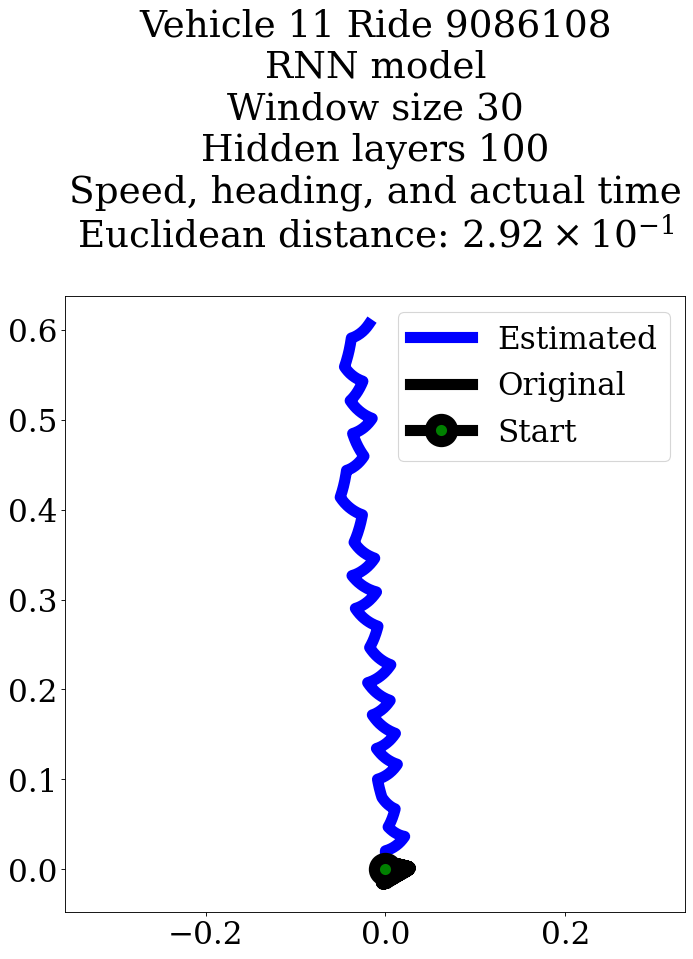 Vehicle 11 Ride 9086108
RNN model
Window size 30
Hidden layers 100
Speed, heading, and actual time
Euclidean distance: 2.92 × 10⁻¹
Estimated
Original
Start
0.6
0.5
0.4
0.3
0.2
0.1
0.0
−0.2 0.0 0.2